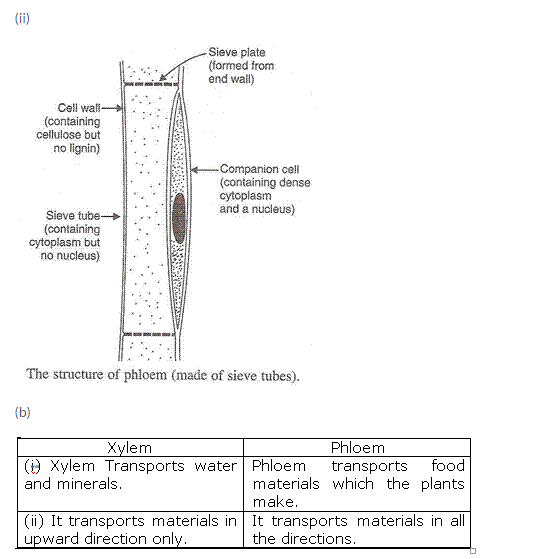 (ii)
Sieve plate
(formed from
end wall)
Cell wall
(containing
cellulose but
no lignin)
Companion cell
(containing dense
cytoplasm
and a nucleus)
Sieve tube
(containing
cytoplasm but
no nucleus)
The structure of phloem (made of sieve tubes).
(b)
Xylem Phloem
(i) Xylem Transports water
and minerals.
Phloem transports food
materials which the plants
make.
(ii) It transports materials in
upward direction only.
It transports materials in all
the directions.